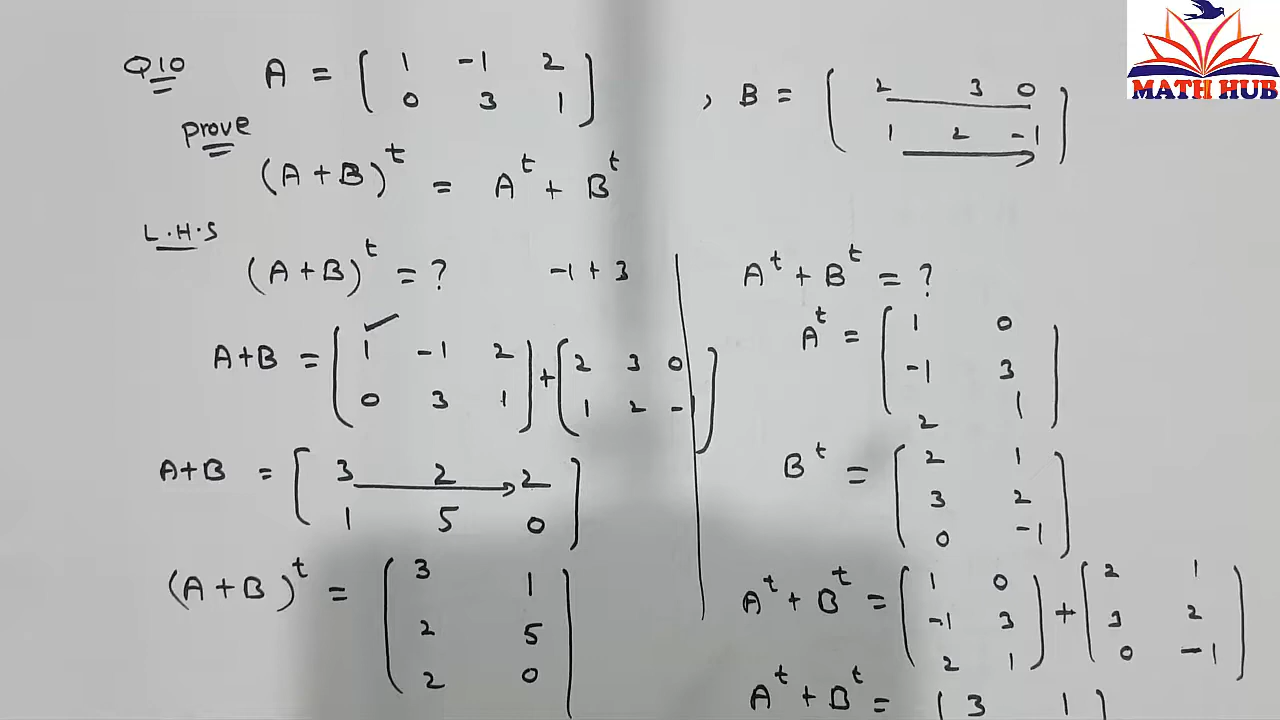 Q10 A = [ 1 -1 2
0 3 1 ] , B = [ 2 3 0
1 2 -1 ]
MATH HUB
Prove
(A+B)^t = A^t + B^t
L.H.S
(A+B)^t = ? -1+3
A+B = [ 1 -1 2
0 3 1 ] + [ 2 3 0
1 2 -1 ]
A+B = [ 3 2 2
1 5 0 ]
(A+B)^t = [ 3 1
2 5
2 0 ]
A^t + B^t = ?
A^t = [ 1 0
-1 3
2 1 ]
B^t = [ 2 1
3 2
0 -1 ]
A^t + B^t = [ 1 0
-1 3
2 1 ] + [ 2 1
3 2
0 -1 ]
A^t + B^t = [ 3 1 ]